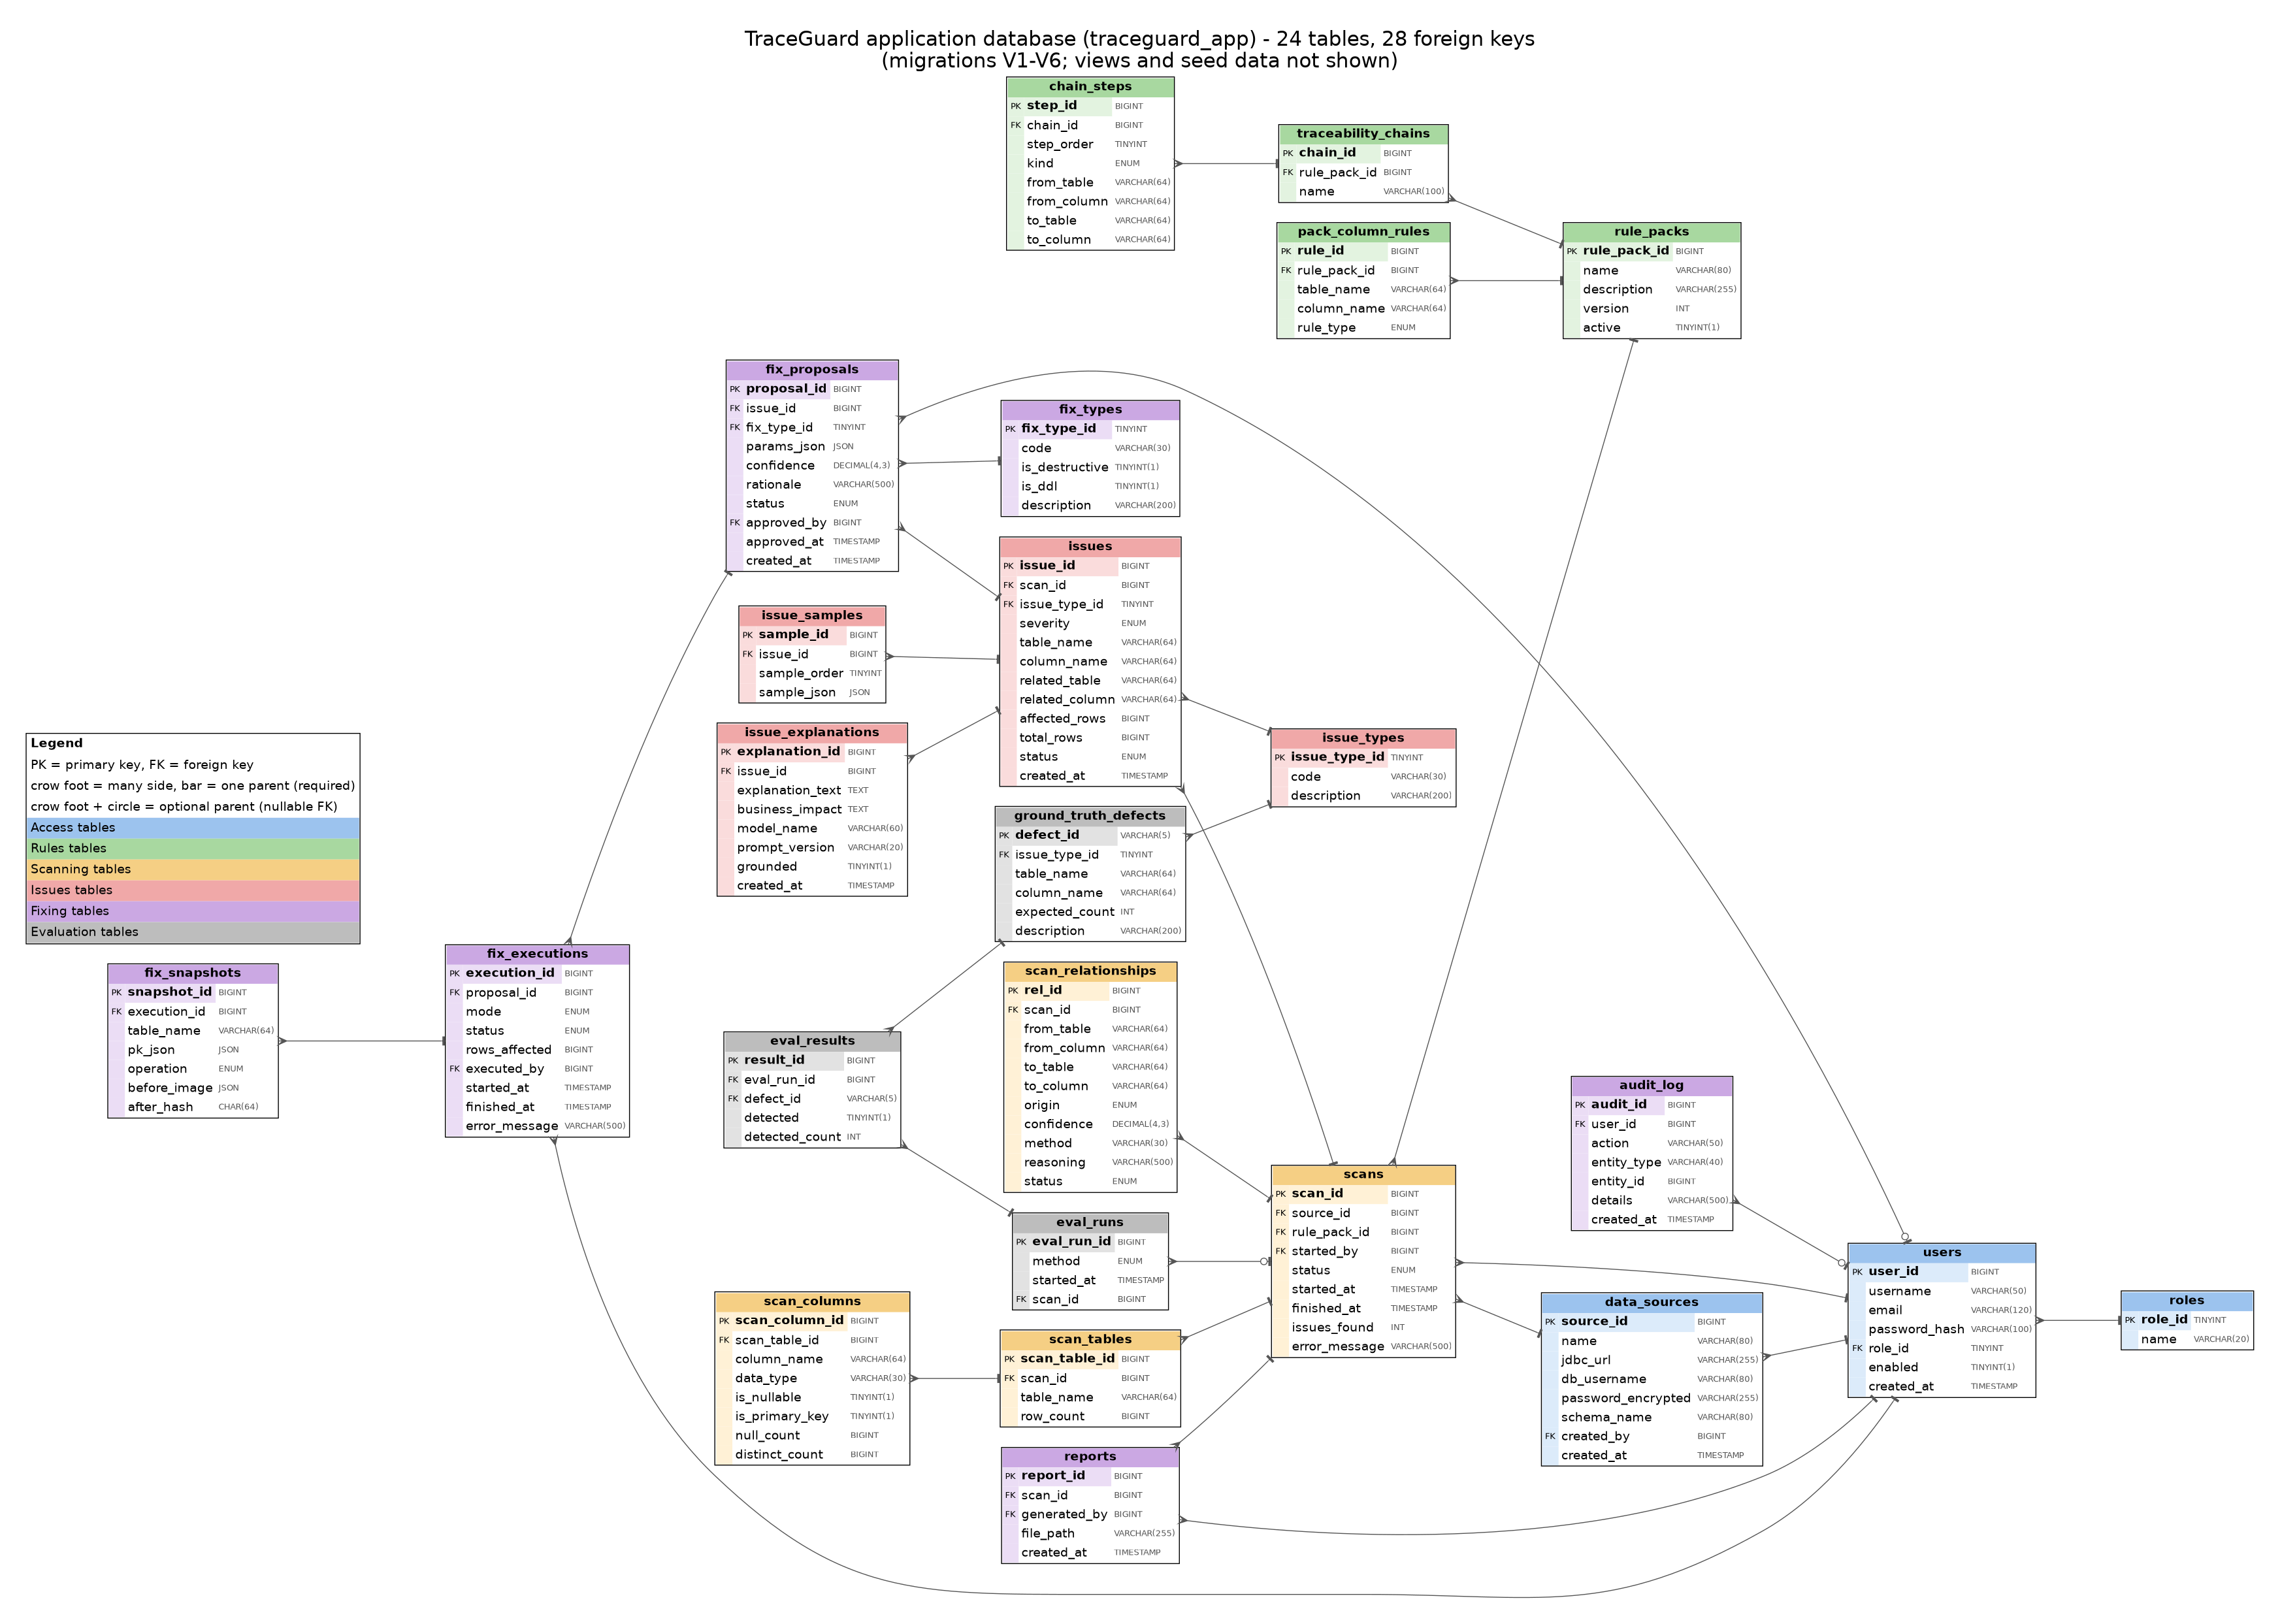 TraceGuard application database (traceguard_app) - 24 tables, 28 foreign keys
(migrations V1-V6; views and seed data not shown)
chain_steps
PK step_id BIGINT
FK chain_id BIGINT
step_order TINYINT
kind ENUM
from_table VARCHAR(64)
from_column VARCHAR(64)
to_table VARCHAR(64)
to_column VARCHAR(64)
traceability_chains
PK chain_id BIGINT
FK rule_pack_id BIGINT
name VARCHAR(100)
pack_column_rules
PK rule_id BIGINT
FK rule_pack_id BIGINT
table_name VARCHAR(64)
column_name VARCHAR(64)
rule_type ENUM
rule_packs
PK rule_pack_id BIGINT
name VARCHAR(80)
description VARCHAR(255)
version INT
active TINYINT(1)
fix_proposals
PK proposal_id BIGINT
FK issue_id BIGINT
FK fix_type_id TINYINT
params_json JSON
confidence DECIMAL(4,3)
rationale VARCHAR(500)
status ENUM
FK approved_by BIGINT
approved_at TIMESTAMP
created_at TIMESTAMP
fix_types
PK fix_type_id TINYINT
code VARCHAR(30)
is_destructive TINYINT(1)
is_ddl TINYINT(1)
description VARCHAR(200)
issues
PK issue_id BIGINT
FK scan_id BIGINT
FK issue_type_id TINYINT
severity ENUM
table_name VARCHAR(64)
column_name VARCHAR(64)
related_table VARCHAR(64)
related_column VARCHAR(64)
affected_rows BIGINT
total_rows BIGINT
status ENUM
created_at TIMESTAMP
issue_samples
PK sample_id BIGINT
FK issue_id BIGINT
sample_order TINYINT
sample_json JSON
issue_explanations
PK explanation_id BIGINT
FK issue_id BIGINT
explanation_text TEXT
business_impact TEXT
model_name VARCHAR(60)
prompt_version VARCHAR(20)
grounded TINYINT(1)
created_at TIMESTAMP
issue_types
PK issue_type_id TINYINT
code VARCHAR(30)
description VARCHAR(200)
Legend
PK = primary key, FK = foreign key
crow foot = many side, bar = one parent (required)
crow foot + circle = optional parent (nullable FK)
Access tables
Rules tables
Scanning tables
Issues tables
Fixing tables
Evaluation tables
ground_truth_defects
PK defect_id VARCHAR(5)
FK issue_type_id TINYINT
table_name VARCHAR(64)
column_name VARCHAR(64)
expected_count INT
description VARCHAR(200)
fix_snapshots
PK snapshot_id BIGINT
FK execution_id BIGINT
table_name VARCHAR(64)
pk_json JSON
operation ENUM
before_image JSON
after_hash CHAR(64)
fix_executions
PK execution_id BIGINT
FK proposal_id BIGINT
mode ENUM
status ENUM
rows_affected BIGINT
FK executed_by BIGINT
started_at TIMESTAMP
finished_at TIMESTAMP
error_message VARCHAR(500)
scan_relationships
PK rel_id BIGINT
FK scan_id BIGINT
from_table VARCHAR(64)
from_column VARCHAR(64)
to_table VARCHAR(64)
to_column VARCHAR(64)
origin ENUM
confidence DECIMAL(4,3)
method VARCHAR(30)
reasoning VARCHAR(500)
status ENUM
eval_results
PK result_id BIGINT
FK eval_run_id BIGINT
FK defect_id VARCHAR(5)
detected TINYINT(1)
detected_count INT
audit_log
PK audit_id BIGINT
FK user_id BIGINT
action VARCHAR(50)
entity_type VARCHAR(40)
entity_id BIGINT
details VARCHAR(500)
created_at TIMESTAMP
scans
PK scan_id BIGINT
FK source_id BIGINT
FK rule_pack_id BIGINT
FK started_by BIGINT
status ENUM
started_at TIMESTAMP
finished_at TIMESTAMP
issues_found INT
error_message VARCHAR(500)
eval_runs
PK eval_run_id BIGINT
method ENUM
started_at TIMESTAMP
FK scan_id BIGINT
users
PK user_id BIGINT
username VARCHAR(50)
email VARCHAR(120)
password_hash VARCHAR(100)
FK role_id TINYINT
enabled TINYINT(1)
created_at TIMESTAMP
roles
PK role_id TINYINT
name VARCHAR(20)
scan_columns
PK scan_column_id BIGINT
FK scan_table_id BIGINT
column_name VARCHAR(64)
data_type VARCHAR(30)
is_nullable TINYINT(1)
is_primary_key TINYINT(1)
null_count BIGINT
distinct_count BIGINT
scan_tables
PK scan_table_id BIGINT
FK scan_id BIGINT
table_name VARCHAR(64)
row_count BIGINT
data_sources
PK source_id BIGINT
name VARCHAR(80)
jdbc_url VARCHAR(255)
db_username VARCHAR(80)
password_encrypted VARCHAR(255)
schema_name VARCHAR(80)
FK created_by BIGINT
created_at TIMESTAMP
reports
PK report_id BIGINT
FK scan_id BIGINT
FK generated_by BIGINT
file_path VARCHAR(255)
created_at TIMESTAMP